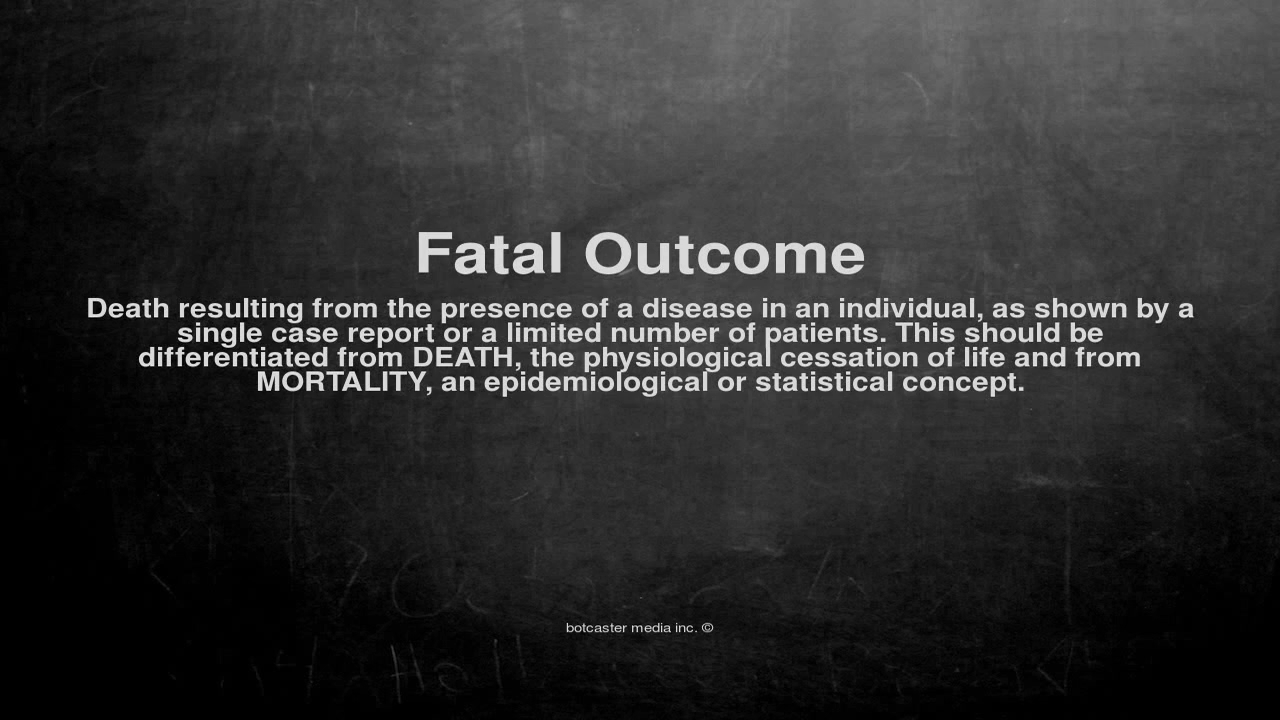 Fatal Outcome
Death resulting from the presence of a disease in an individual, as shown by a
single case report or a limited number of patients. This should be
differentiated from DEATH, the physiological cessation of life and from
MORTALITY, an epidemiological or statistical concept.
botcaster media inc. ©